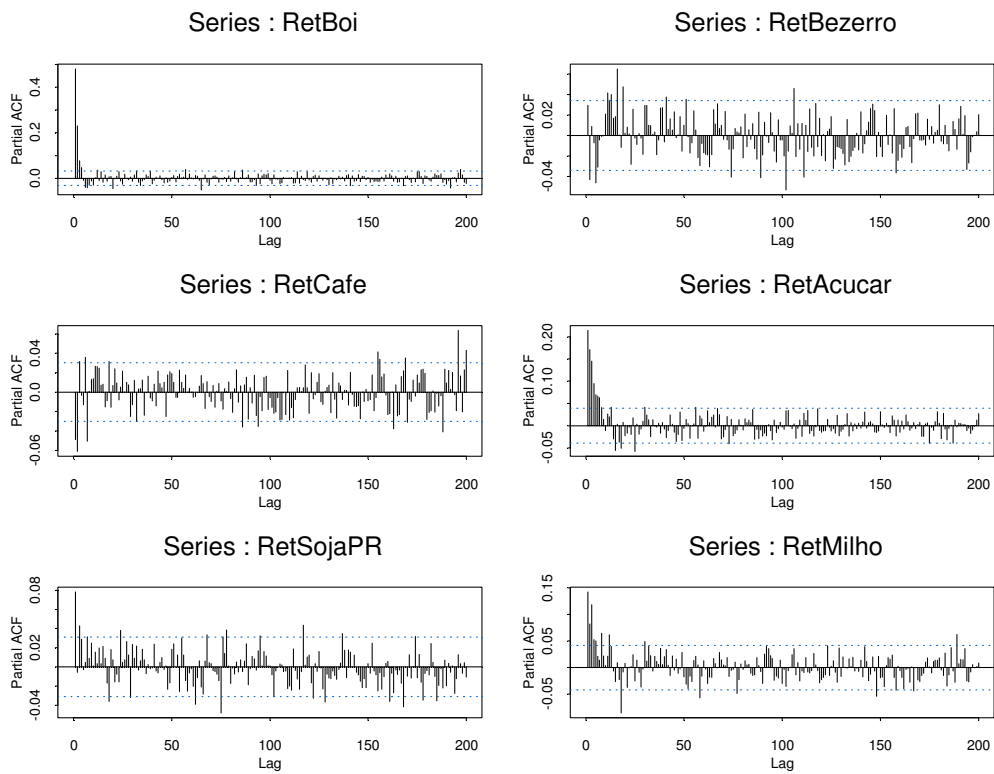 Series : RetBoi
Partial ACF
0.0 0.2 0.4
0 50 100 150 200
Lag
Series : RetBezerro
Partial ACF
-0.04 0.02
0 50 100 150 200
Lag
Series : RetCafe
Partial ACF
-0.06 0.0 0.04
0 50 100 150 200
Lag
Series : RetAcucar
Partial ACF
-0.05 0.10 0.20
0 50 100 150 200
Lag
Series : RetSojaPR
Partial ACF
-0.04 0.02 0.08
0 50 100 150 200
Lag
Series : RetMilho
Partial ACF
-0.05 0.05 0.15
0 50 100 150 200
Lag